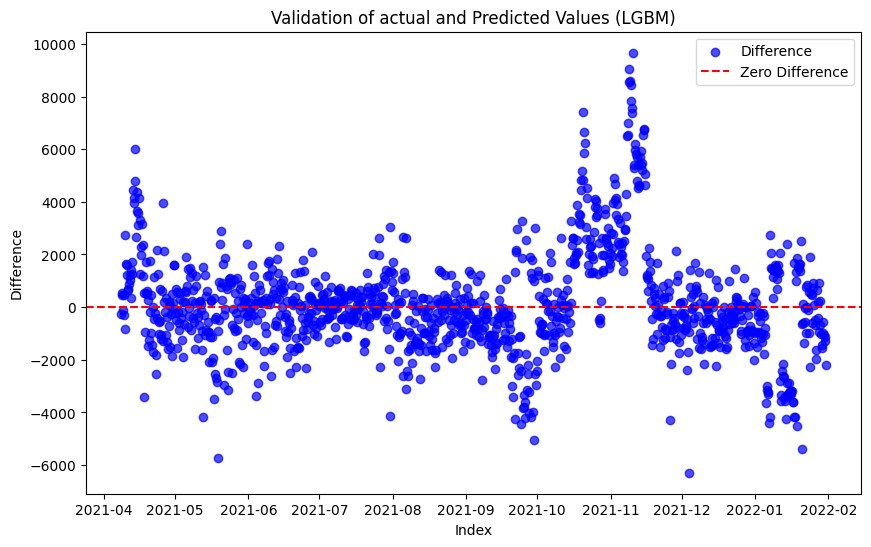 Validation of actual and Predicted Values (LGBM)
Difference
Zero Difference
10000
8000
6000
4000
2000
0
−2000
−4000
−6000
Difference
2021-04 2021-05 2021-06 2021-07 2021-08 2021-09 2021-10 2021-11 2021-12 2022-01 2022-02
Index